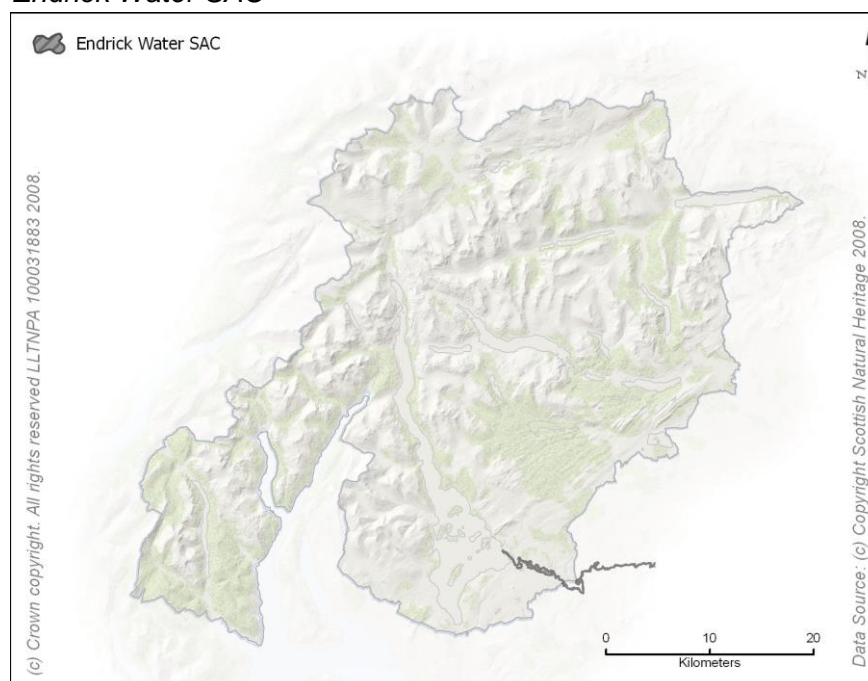 Endrick Water SAC
Endrick Water SAC
N
(c) Crown copyright. All rights reserved LLTNPA 100031883 2008.
Data Source: (c) Copyright Scottish Natural Heritage 2008.
0 10 20
Kilometers